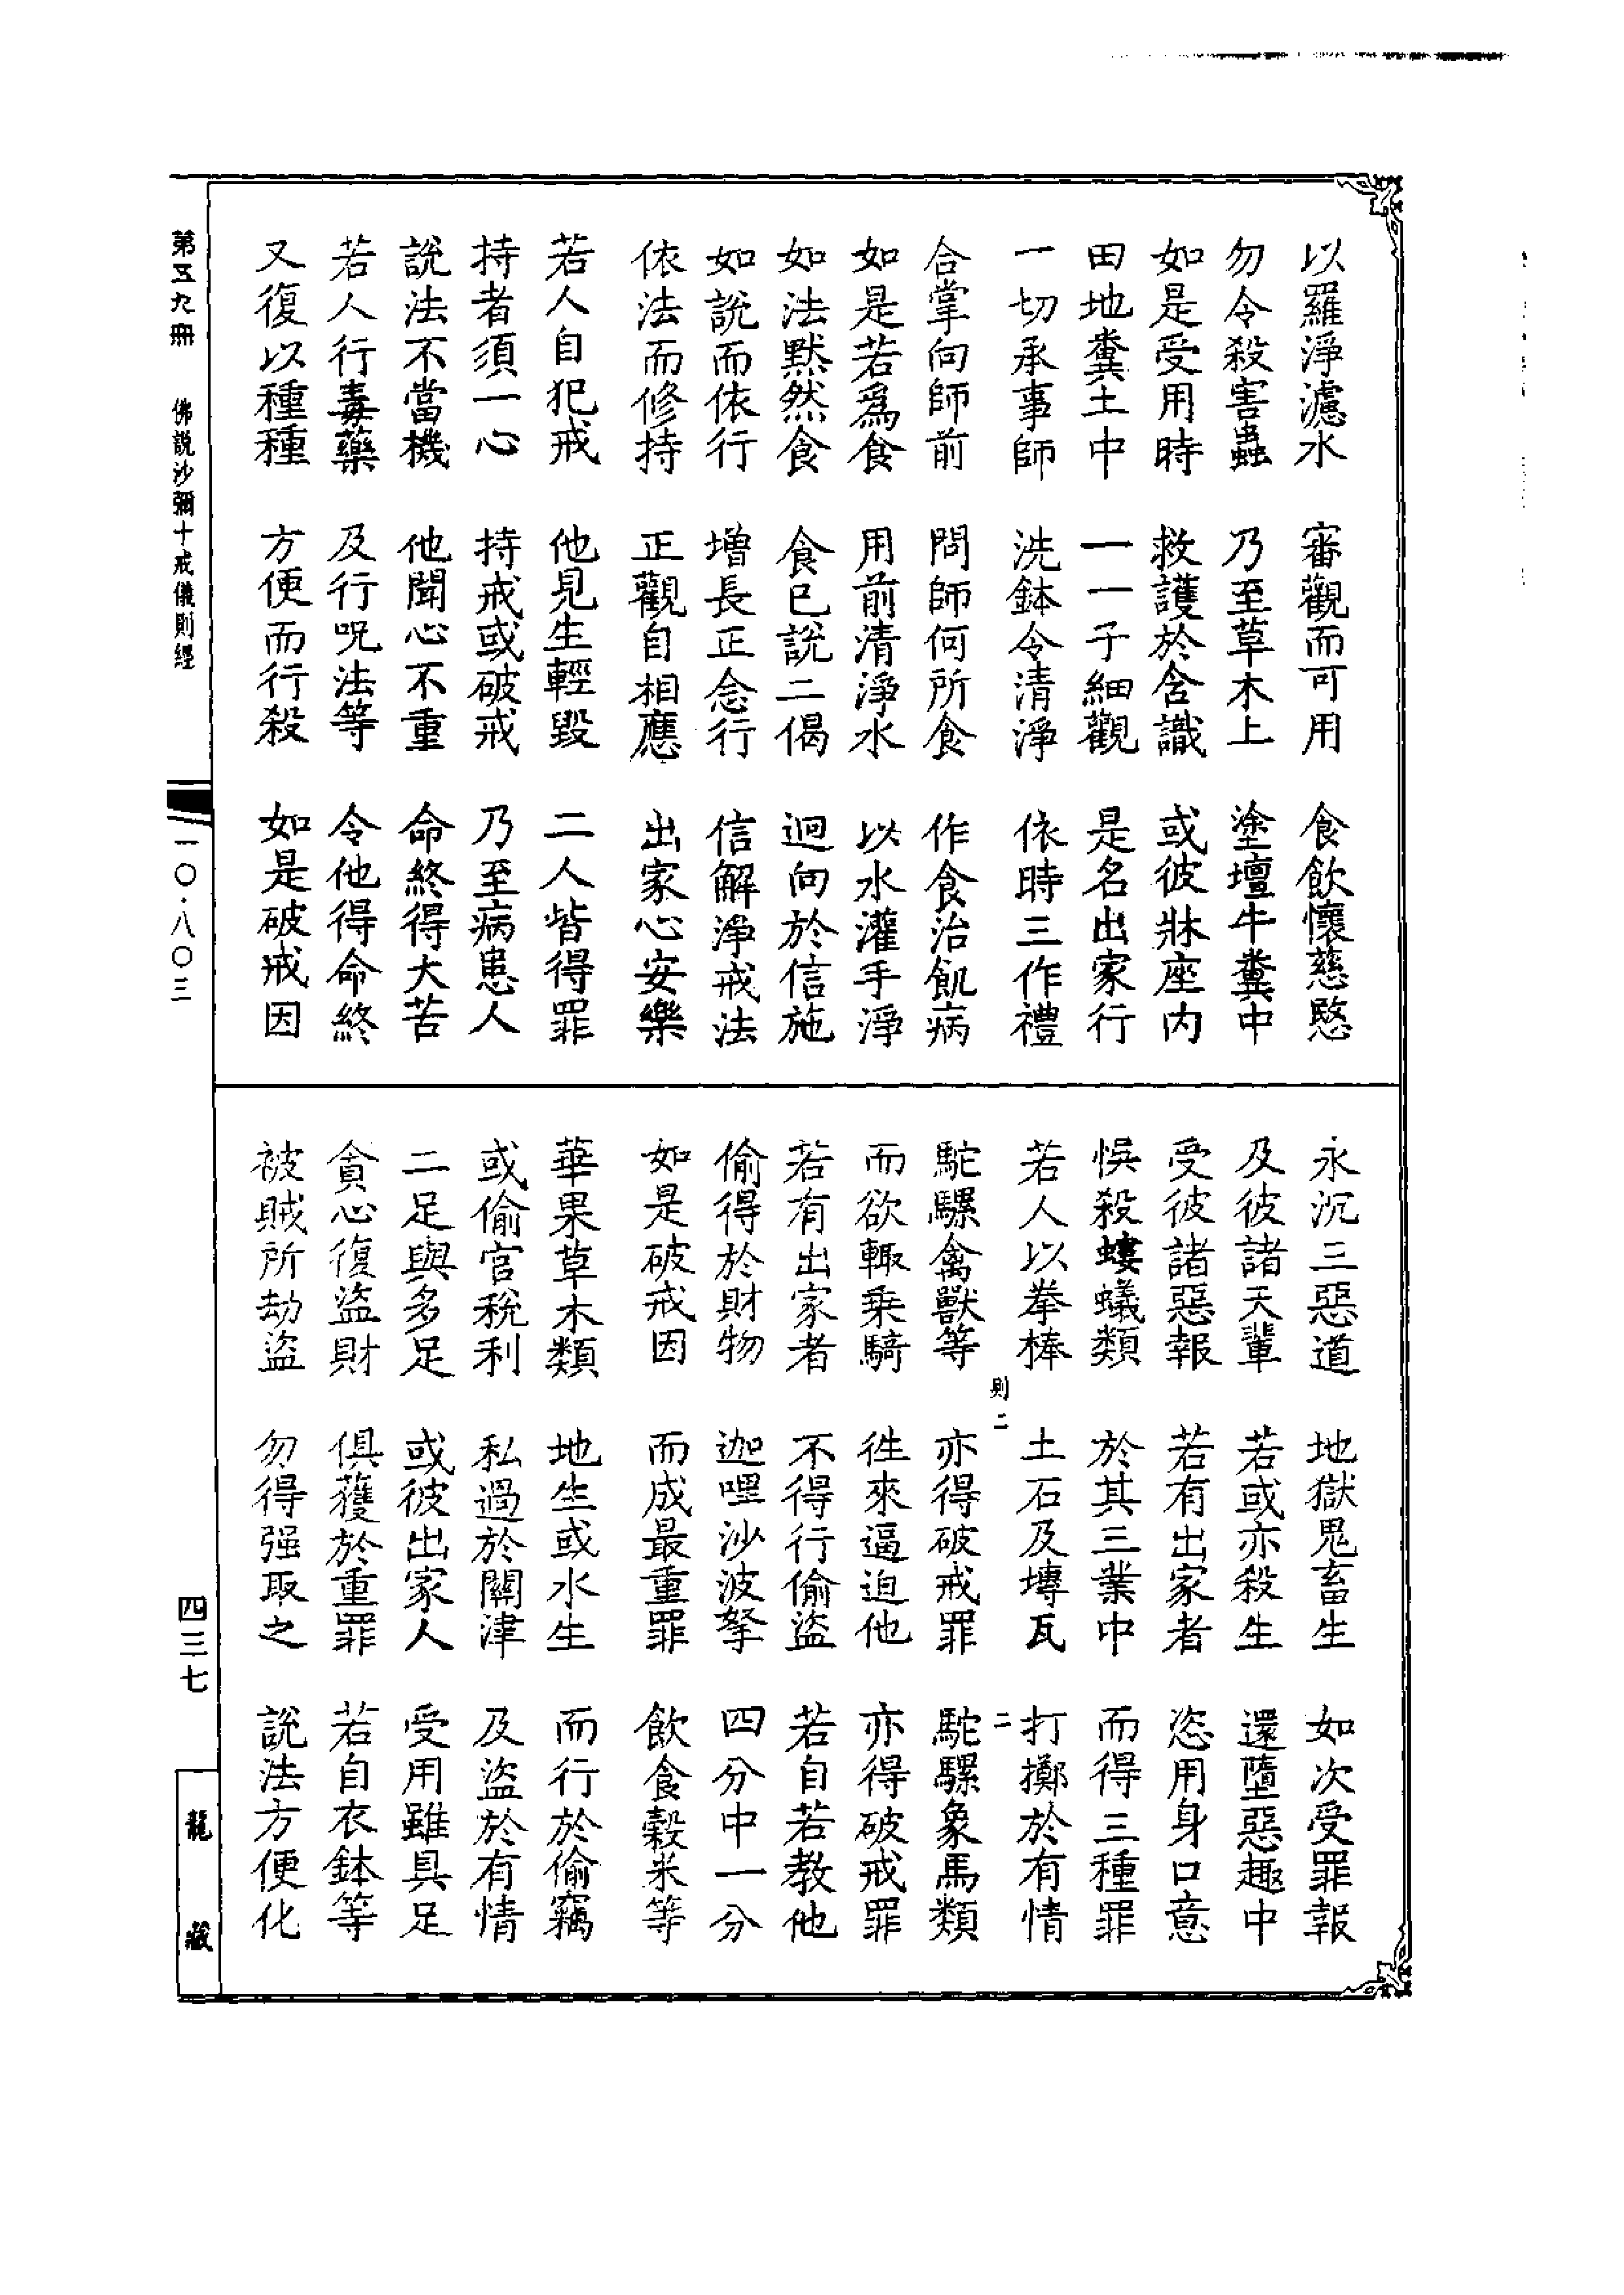 以羅淨濾水　審觀而可用　食飲懷慈愍
勿令殺害蟲　乃至草木上　塗壇牛糞中
如是受用時　救護於含識　或彼牀座內
田地糞土中　一一子細觀　是名出家行
一切承事師　洗鉢令清淨　依時三作禮
合掌向師前　問師何所食　作食治飢病
如是若爲食　用前清淨水　以水灌手淨
如法默然食　食已說二偈　迴向於信施
如說而依行　增長正念行　信解淨戒法
依法而修持　正觀自相應　出家心安樂
若人自犯戒　他見生輕毀　二人皆得罪
持者須一心　持戒或破戒　乃至病患人
說法不當機　他聞心不重　命終得大苦
若人行毒藥　及行呪法等　令他得命終
又復以種種　方便而行殺　如是破戒因
永沉三惡道　地獄鬼畜生　如次受罪報
及彼諸天輩　若或亦殺生　還墮惡趣中
受彼諸惡報　若有出家者　恣用身口意
悞殺螻蟻類　於其三業中　而得三種罪
若人以拳棒　土石及塼瓦　打擲於有情
則二　二
駝騾禽獸等　亦得破戒罪　駝騾象馬類
而欲輙乘騎　徃來逼迫他　亦得破戒罪
若有出家者　不得行偷盜　若自若教他
偷得於財物　迦哩沙波拏　四分中一分
如是破戒因　而成最重罪　飲食穀米等
華果草木類　地生或水生　而行於偷竊
或偷官稅利　私過於關津　及盜於有情
二足與多足　或彼出家人　受用雖具足
貪心復盜財　俱獲於重罪　若自衣鉢等
被賊所劫盜　勿得强取之　說法方便化
第五九冊　佛說沙彌十戒儀則經　一〇·八〇三　四三七　龍藏